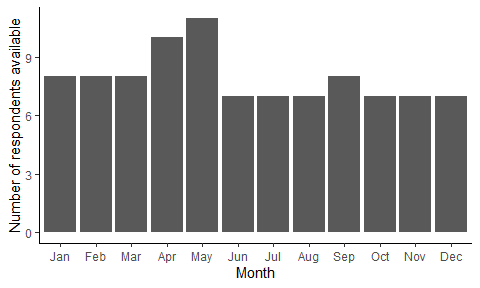 Number of respondents available
9
6
3
0
Jan Feb Mar Apr May Jun Jul Aug Sep Oct Nov Dec
Month